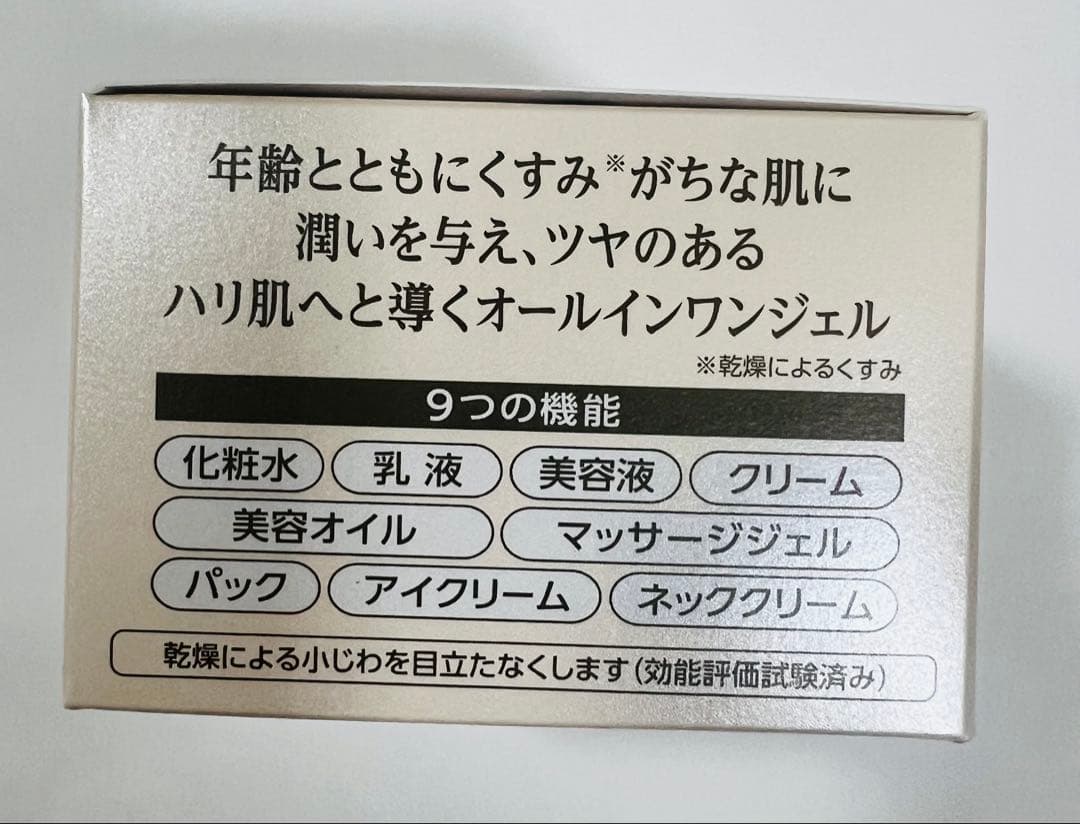 年齢とともにくすみ※がちな肌に
潤いを与え、ツヤのある
ハリ肌へと導くオールインワンジェル
※乾燥によるくすみ
9つの機能
化粧水 乳液 美容液 クリーム
美容オイル マッサージジェル
パック アイクリーム ネッククリーム
乾燥による小じわを目立たなくします(効能評価試験済み)